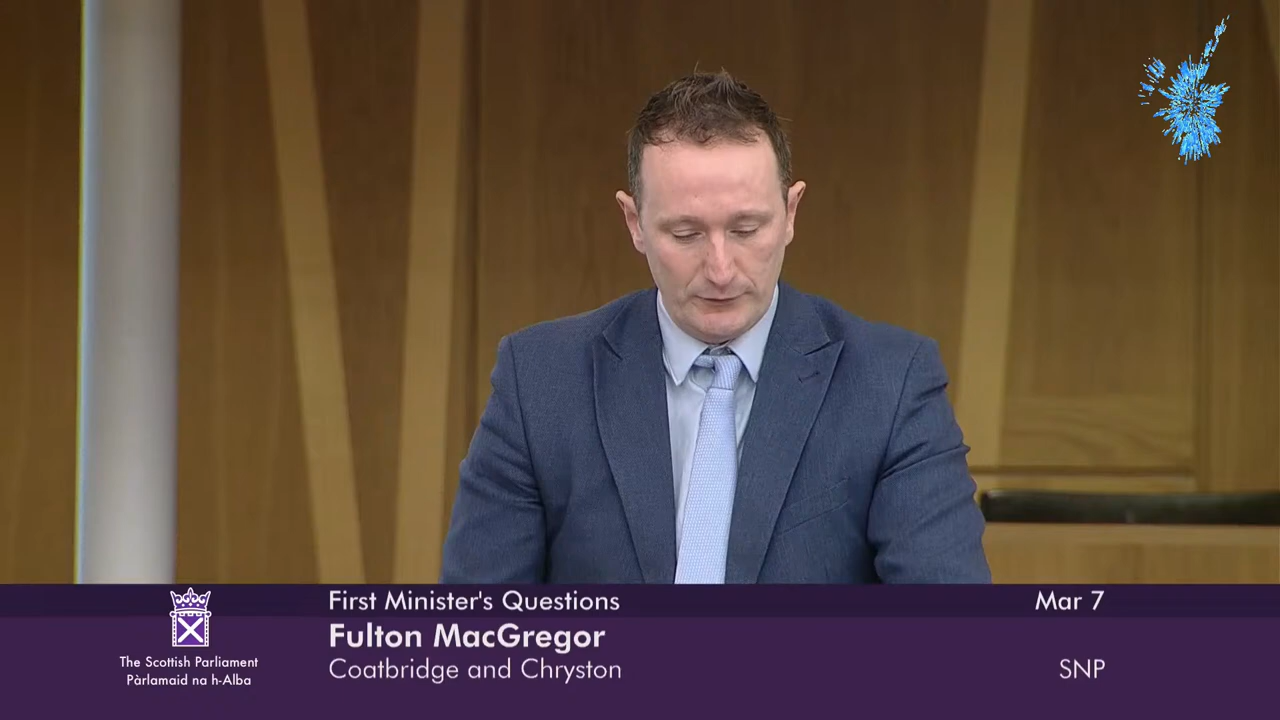 First Minister's Questions
Mar 7
Fulton MacGregor
Coatbridge and Chryston
SNP
The Scottish Parliament
Pàrlamaid na h-Alba